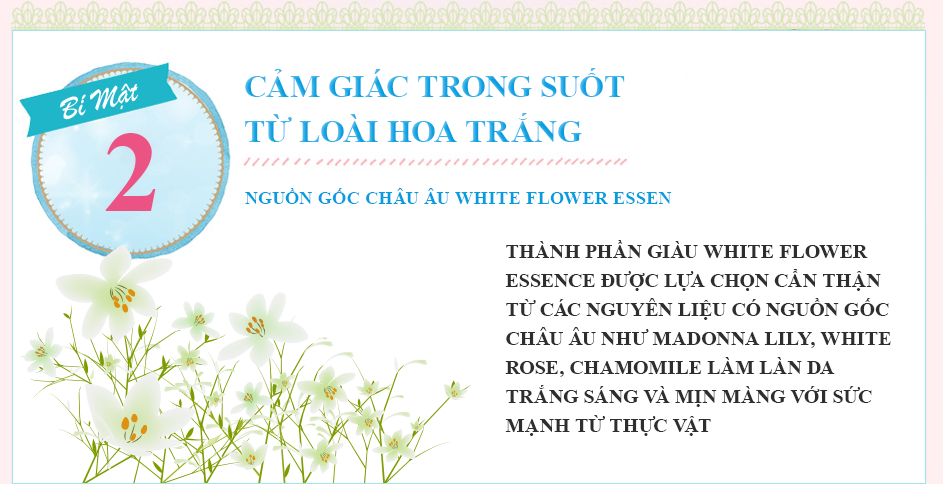 Bí Mật
2
CẢM GIÁC TRONG SUỐT
TỪ LOÀI HOA TRẮNG
NGUỒN GỐC CHÂU ÂU WHITE FLOWER ESSEN
THÀNH PHẦN GIÀU WHITE FLOWER
ESSENCE ĐƯỢC LỰA CHỌN CẨN THẬN
TỪ CÁC NGUYÊN LIỆU CÓ NGUỒN GỐC
CHÂU ÂU NHƯ MADONNA LILY, WHITE
ROSE, CHAMOMILE LÀM LÀN DA
TRẮNG SÁNG VÀ MỊN MÀNG VỚI SỨC
MẠNH TỪ THỰC VẬT